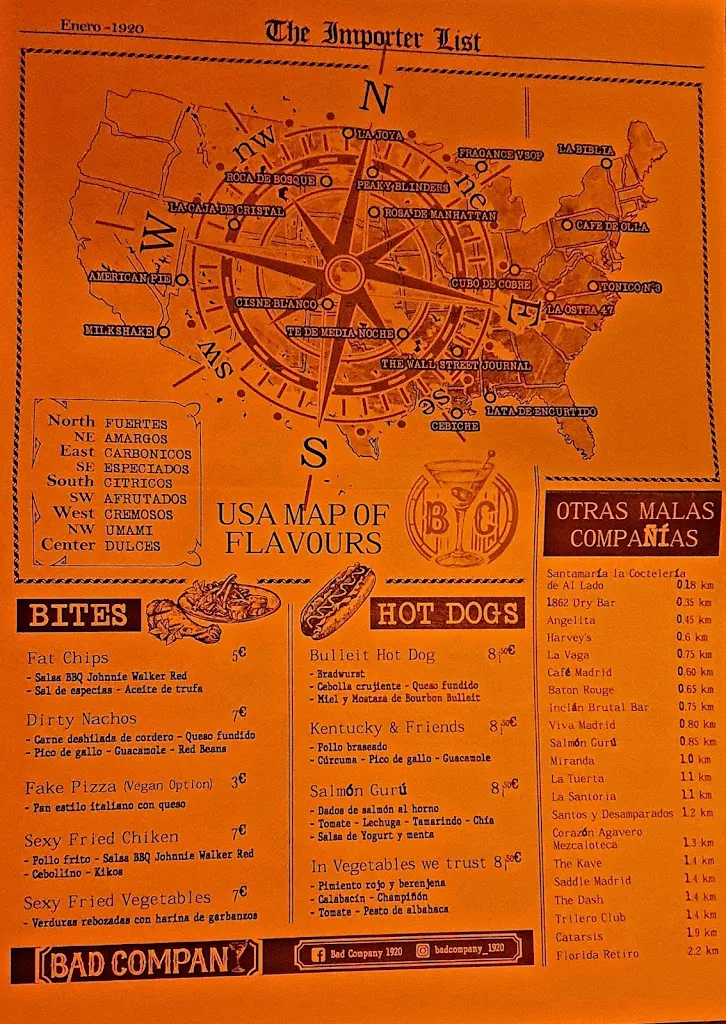 Enero-1920
The Importer List
N
nw
LA JOYA
FRAGANCE VSOP
LA BIBLIA
ROCA DE BOSQUE
PEAKY BLINDERS
ne
LA CAJA DE CRISTAL
ROSA DE MANHATTAN
CAFE DE OLLA
W
AMERICAN PIE
CUBO DE COBRE
TONICO Nº3
CISNE BLANCO
E
LA OSTRA 47
MILKSHAKE
TE DE MEDIA NOCHE
sw
THE WALL STREET JOURNAL
se
LATA DE ENCURTIDO
CEBICHE
S
North FUERTES
NE AMARGOS
East CARBONICOS
SE ESPECIADOS
South CITRICOS
SW AFRUTADOS
West CREMOSOS
NW UMAMI
Center DULCES
USA MAP OF
FLAVOURS
B C
BITES
Fat Chips 5€
- Salsa BBQ Johnnie Walker Red
- Sal de especias - Aceite de trufa
Dirty Nachos 7€
- Carne deshilada de cordero - Queso fundido
- Pico de gallo - Guacamole - Red Beans
Fake Pizza (Vegan Option) 3€
- Pan estilo italiano con queso
Sexy Fried Chiken 7€
- Pollo frito - Salsa BBQ Johnnie Walker Red
- Cebollino - Kikos
Sexy Fried Vegetables 7€
- Verduras rebozadas con harina de garbanzos
HOT DOGS
Bulleit Hot Dog 8,50€
- Bradwurst
- Cebolla crujiente - Queso fundido
- Miel y Mostaza de Bourbon Bulleit
Kentucky & Friends 8,50€
- Pollo braseado
- Cúrcuma - Pico de gallo - Guacamole
Salmón Gurú 8,50€
- Dados de salmón al horno
- Tomate - Lechuga - Tamarindo - Chía
- Salsa de Yogurt y menta
In Vegetables we trust 8,50€
- Pimiento rojo y berenjena
- Calabacín - Champiñón
- Tomate - Pesto de albahaca
OTRAS MALAS
COMPAÑÍAS
Santamaría la Coctelería
de Al Lado 0.18 km
1862 Dry Bar 0.35 km
Angelita 0.45 km
Harvey's 0.6 km
La Vaga 0.75 km
Café Madrid 0.60 km
Baton Rouge 0.65 km
Inclán Brutal Bar 0.75 km
Viva Madrid 0.80 km
Salmón Gurú 0.85 km
Miranda 1.0 km
La Tuerta 1.1 km
La Santoria 1.1 km
Santos y Desamparados 1.2 km
Corazón Agavero
Mezcaloteca 1.3 km
The Kave 1.4 km
Saddle Madrid 1.4 km
The Dash 1.4 km
Trilero Club 1.4 km
Catarsis 1.9 km
Florida Retiro 2.2 km
BAD COMPANY
Bad Company 1920
badcompany_1920